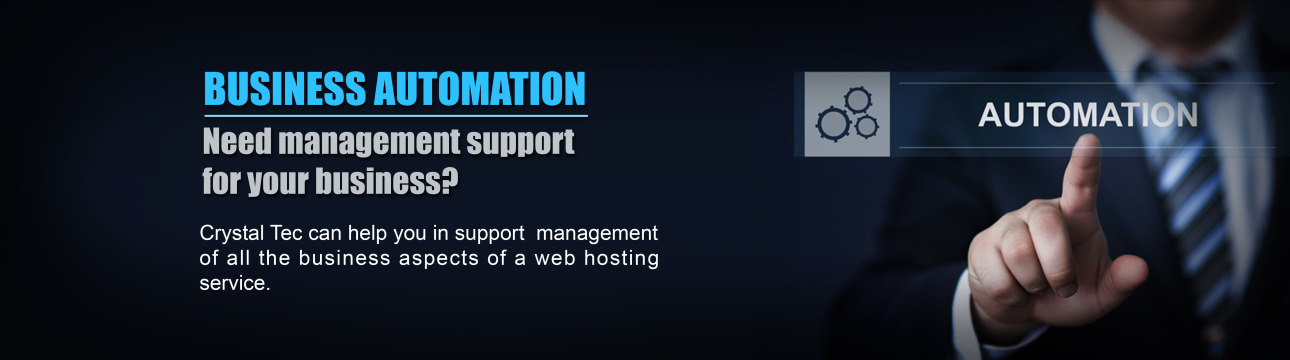 BUSINESS AUTOMATION
Need management support
for your business?
Crystal Tec can help you in support management
of all the business aspects of a web hosting
service.
AUTOMATION